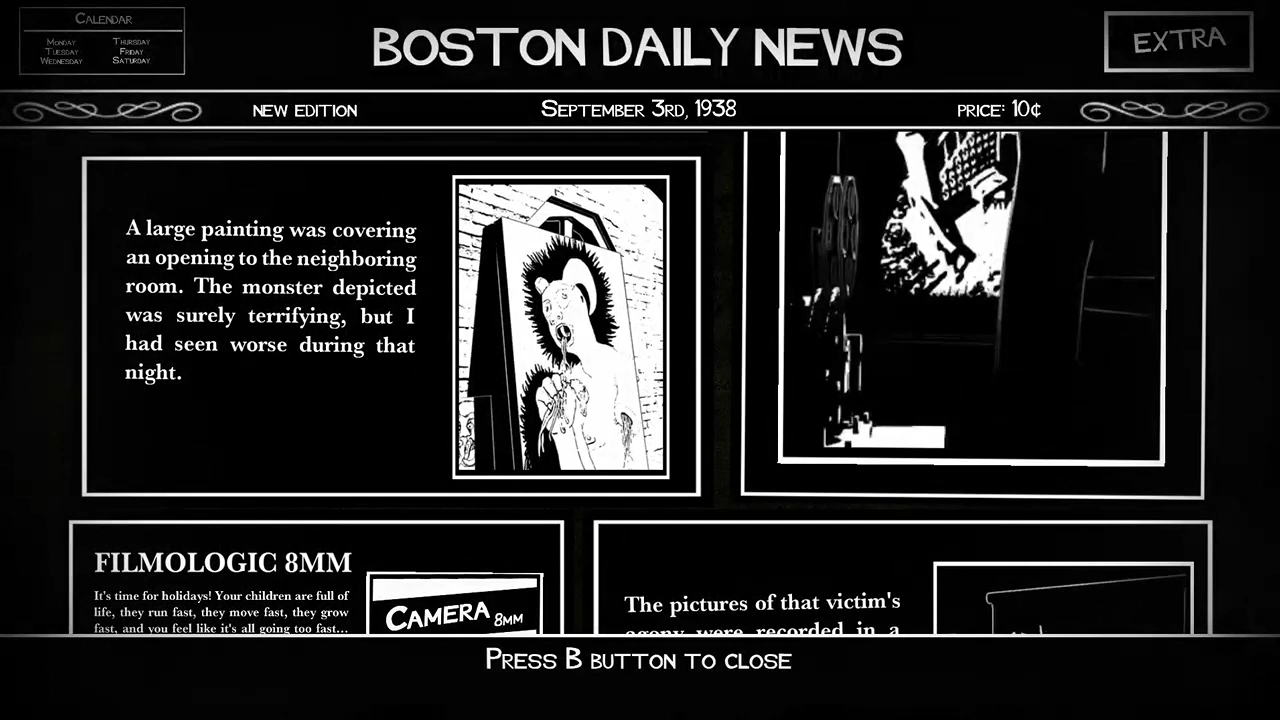 Calendar
Monday
Tuesday
Wednesday
Thursday
Friday
Saturday
BOSTON DAILY NEWS
EXTRA
NEW EDITION
September 3rd, 1938
PRICE: 10¢
A large painting was covering
an opening to the neighboring
room. The monster depicted
was surely terrifying, but I
had seen worse during that
night.
FILMOLOGIC 8MM
It's time for holidays! Your children are full of
life, they run fast, they move fast, they grow
fast, and you feel like it's all going too fast...
CAMERA 8MM
The pictures of that victim's
agony were recorded in a
Press B button to close